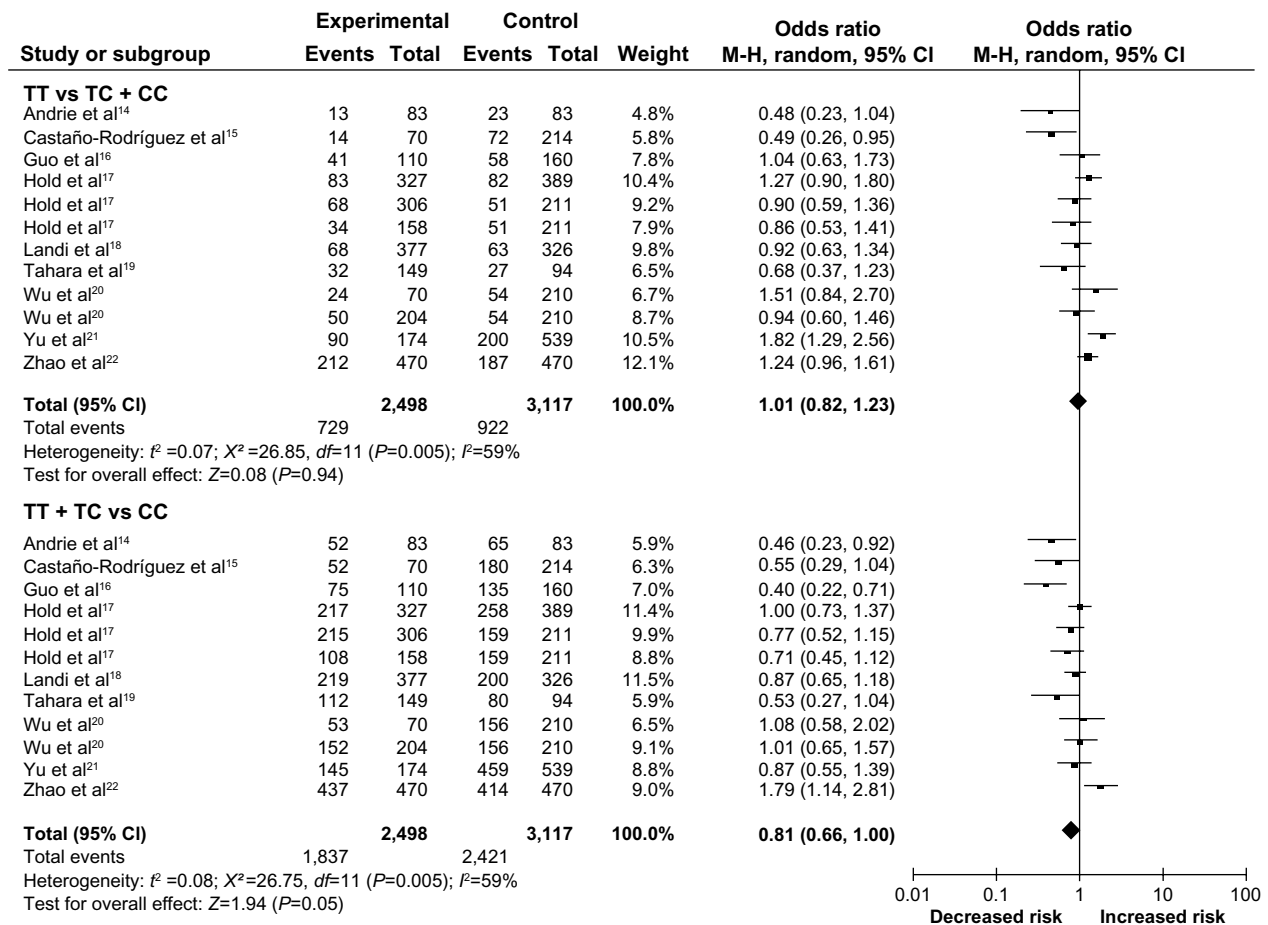 Experimental Control Odds ratio Odds ratio
Study or subgroup Events Total Events Total Weight M-H, random, 95% CI M-H, random, 95% CI
TT vs TC + CC
Andrie et al¹⁴ 13 83 23 83 4.8% 0.48 (0.23, 1.04)
Castaño-Rodríguez et al¹⁵ 14 70 72 214 5.8% 0.49 (0.26, 0.95)
Guo et al¹⁶ 41 110 58 160 7.8% 1.04 (0.63, 1.73)
Hold et al¹⁷ 83 327 82 389 10.4% 1.27 (0.90, 1.80)
Hold et al¹⁷ 68 306 51 211 9.2% 0.90 (0.59, 1.36)
Hold et al¹⁷ 34 158 51 211 7.9% 0.86 (0.53, 1.41)
Landi et al¹⁸ 68 377 63 326 9.8% 0.92 (0.63, 1.34)
Tahara et al¹⁹ 32 149 27 94 6.5% 0.68 (0.37, 1.23)
Wu et al²⁰ 24 70 54 210 6.7% 1.51 (0.84, 2.70)
Wu et al²⁰ 50 204 54 210 8.7% 0.94 (0.60, 1.46)
Yu et al²¹ 90 174 200 539 10.5% 1.82 (1.29, 2.56)
Zhao et al²² 212 470 187 470 12.1% 1.24 (0.96, 1.61)
Total (95% CI) 2,498 3,117 100.0% 1.01 (0.82, 1.23)
Total events 729 922
Heterogeneity: t² =0.07; X² =26.85, df=11 (P=0.005); I²=59%
Test for overall effect: Z=0.08 (P=0.94)
TT + TC vs CC
Andrie et al¹⁴ 52 83 65 83 5.9% 0.46 (0.23, 0.92)
Castaño-Rodríguez et al¹⁵ 52 70 180 214 6.3% 0.55 (0.29, 1.04)
Guo et al¹⁶ 75 110 135 160 7.0% 0.40 (0.22, 0.71)
Hold et al¹⁷ 217 327 258 389 11.4% 1.00 (0.73, 1.37)
Hold et al¹⁷ 215 306 159 211 9.9% 0.77 (0.52, 1.15)
Hold et al¹⁷ 108 158 159 211 8.8% 0.71 (0.45, 1.12)
Landi et al¹⁸ 219 377 200 326 11.5% 0.87 (0.65, 1.18)
Tahara et al¹⁹ 112 149 80 94 5.9% 0.53 (0.27, 1.04)
Wu et al²⁰ 53 70 156 210 6.5% 1.08 (0.58, 2.02)
Wu et al²⁰ 152 204 156 210 9.1% 1.01 (0.65, 1.57)
Yu et al²¹ 145 174 459 539 8.8% 0.87 (0.55, 1.39)
Zhao et al²² 437 470 414 470 9.0% 1.79 (1.14, 2.81)
Total (95% CI) 2,498 3,117 100.0% 0.81 (0.66, 1.00)
Total events 1,837 2,421
Heterogeneity: t² =0.08; X²=26.75, df=11 (P=0.005); I²=59%
Test for overall effect: Z=1.94 (P=0.05)
0.01 0.1 1 10 100
Decreased risk Increased risk